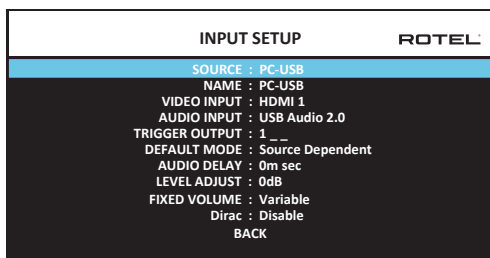 INPUT SETUP
ROTEL
SOURCE : PC-USB
NAME : PC-USB
VIDEO INPUT : HDMI 1
AUDIO INPUT : USB Audio 2.0
TRIGGER OUTPUT : 1 _ _
DEFAULT MODE : Source Dependent
AUDIO DELAY : 0m sec
LEVEL ADJUST : 0dB
FIXED VOLUME : Variable
Dirac : Disable
BACK